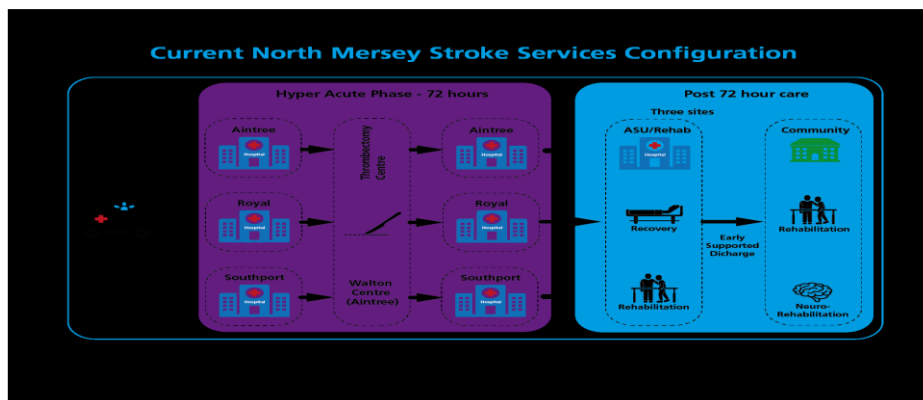 Current North Mersey Stroke Services Configuration
Hyper Acute Phase - 72 hours
Post 72 hour care
Three sites
Aintree
Hospital
Royal
Hospital
Southport
Hospital
Thrombectomy
Centre
Walton
Centre
(Aintree)
Aintree
Hospital
Royal
Hospital
Southport
Hospital
ASU/Rehab
Hospital
Recovery
Rehabilitation
Early
Supported
Dicharge
Community
Rehabilitation
Neuro-
Rehabilitation